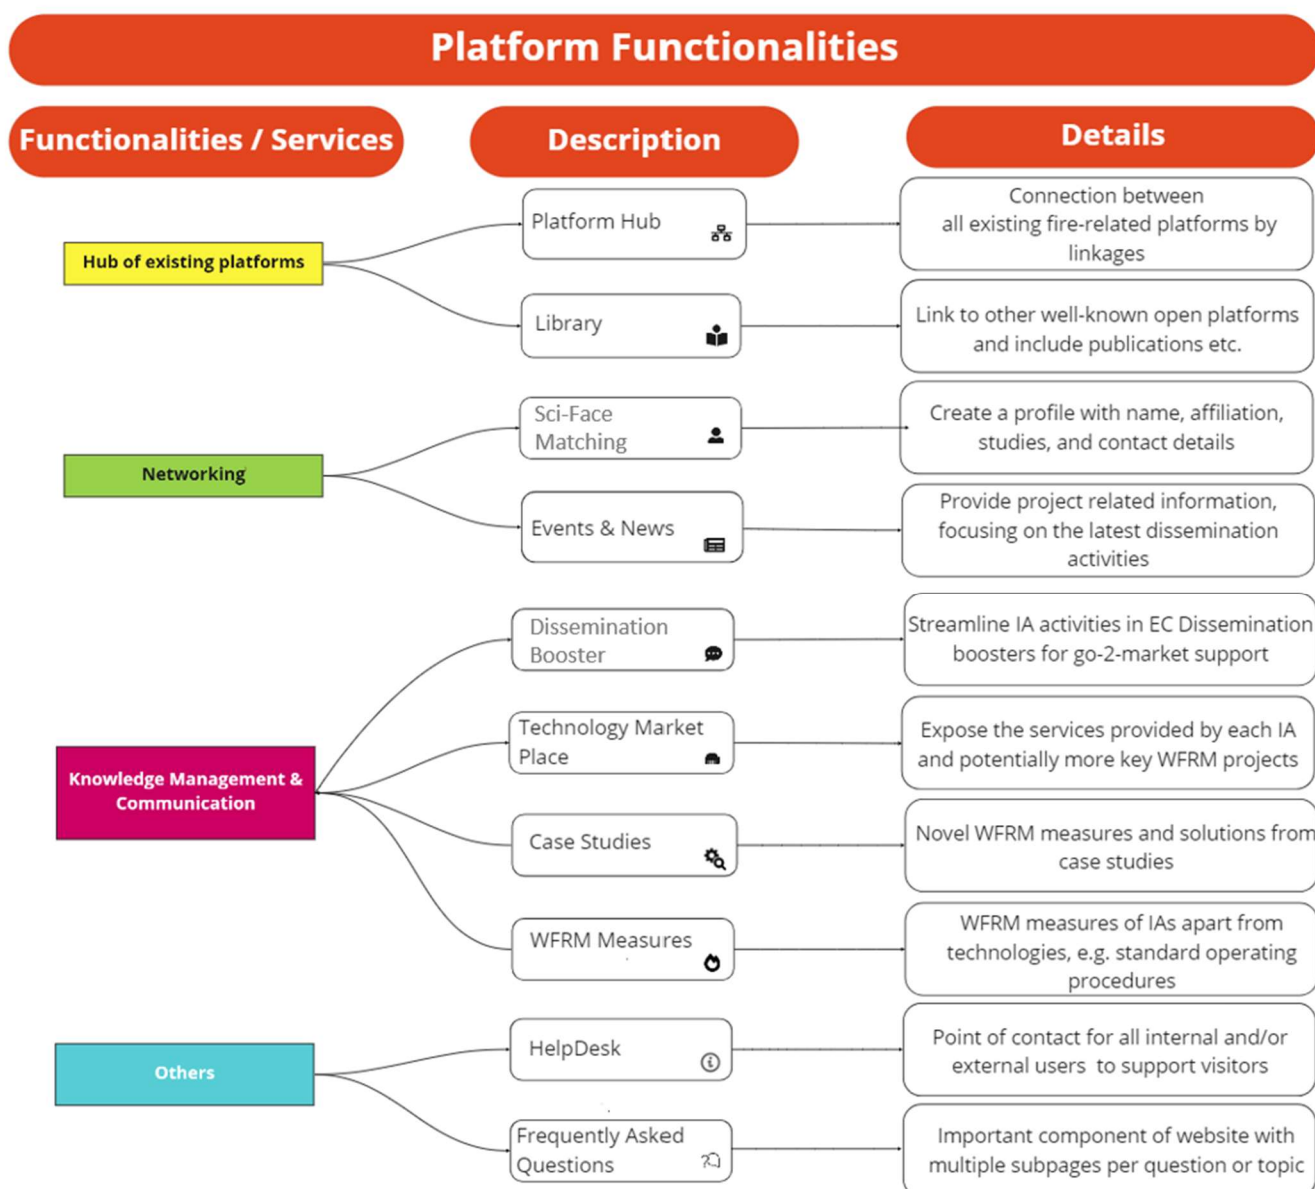 Platform Functionalities
Functionalities / Services
Description
Details
Hub of existing platforms
Platform Hub
Connection between
all existing fire-related platforms by
linkages
Library
Link to other well-known open platforms
and include publications etc.
Networking
Sci-Face
Matching
Create a profile with name, affiliation,
studies, and contact details
Events & News
Provide project related information,
focusing on the latest dissemination
activities
Knowledge Management &
Communication
Dissemination
Booster
Streamline IA activities in EC Dissemination
boosters for go-2-market support
Technology Market
Place
Expose the services provided by each IA
and potentially more key WFRM projects
Case Studies
Novel WFRM measures and solutions from
case studies
WFRM Measures
WFRM measures of IAs apart from
technologies, e.g. standard operating
procedures
Others
HelpDesk
Point of contact for all internal and/or
external users to support visitors
Frequently Asked
Questions
Important component of website with
multiple subpages per question or topic